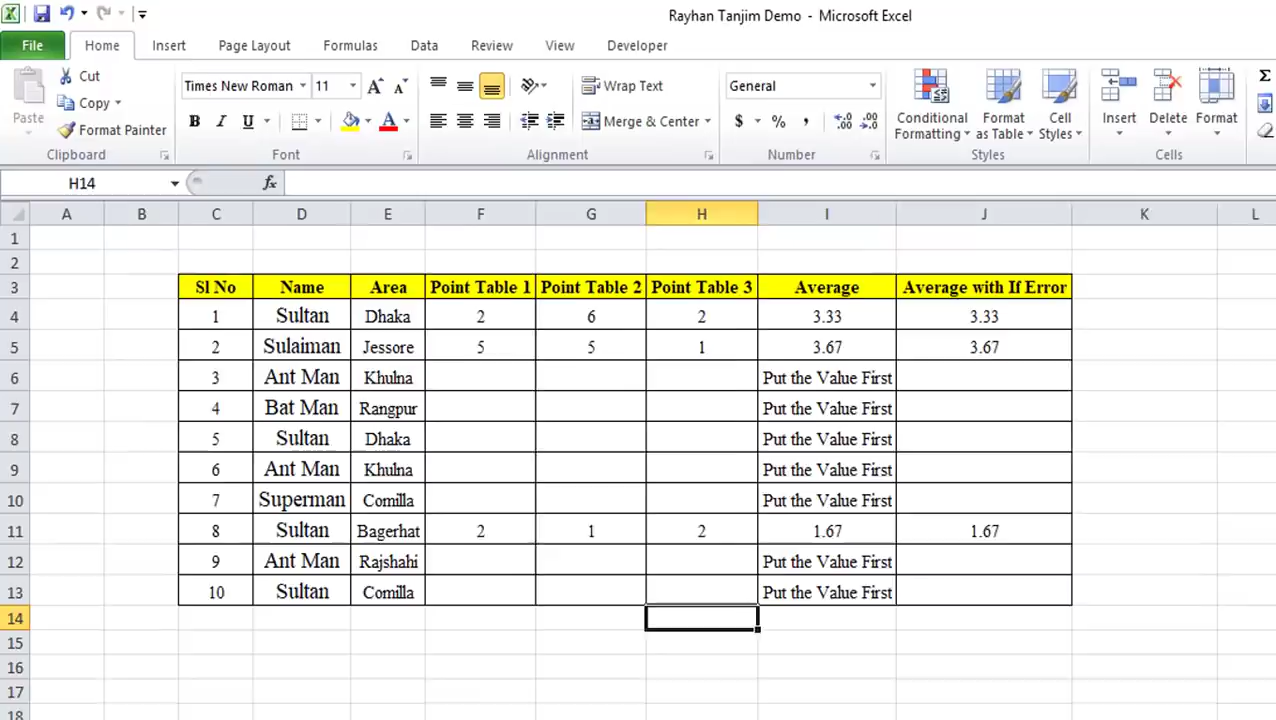 Rayhan Tanjim Demo - Microsoft Excel
File Home Insert Page Layout Formulas Data Review View Developer
Paste Cut Copy Format Painter
Times New Roman 11 A A B I U A
Wrap Text Merge & Center
General $ % , .00 .0
Conditional Formatting Format as Table Cell Styles
Insert Delete Format Σ
Clipboard Font Alignment Number Styles Cells
H14 fx
A B C D E F G H I J K L
1
2
3 Sl No Name Area Point Table 1 Point Table 2 Point Table 3 Average Average with If Error
4 1 Sultan Dhaka 2 6 2 3.33 3.33
5 2 Sulaiman Jessore 5 5 1 3.67 3.67
6 3 Ant Man Khulna Put the Value First
7 4 Bat Man Rangpur Put the Value First
8 5 Sultan Dhaka Put the Value First
9 6 Ant Man Khulna Put the Value First
10 7 Superman Comilla Put the Value First
11 8 Sultan Bagerhat 2 1 2 1.67 1.67
12 9 Ant Man Rajshahi Put the Value First
13 10 Sultan Comilla Put the Value First
14
15
16
17
18